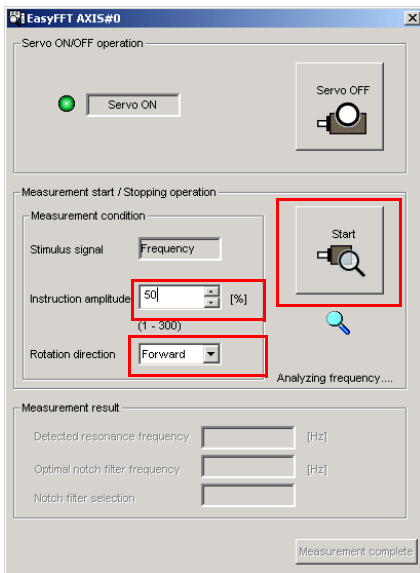 EasyFFT AXIS#0
Servo ON/OFF operation
Servo ON
Servo OFF
Measurement start / Stopping operation
Measurement condition
Stimulus signal Frequency
Start
Instruction amplitude 50 [%]
(1 - 300)
Rotation direction Forward
Analyzing frequency....
Measurement result
Detected resonance frequency [Hz]
Optimal notch filter frequency [Hz]
Notch filter selection
Measurement complete